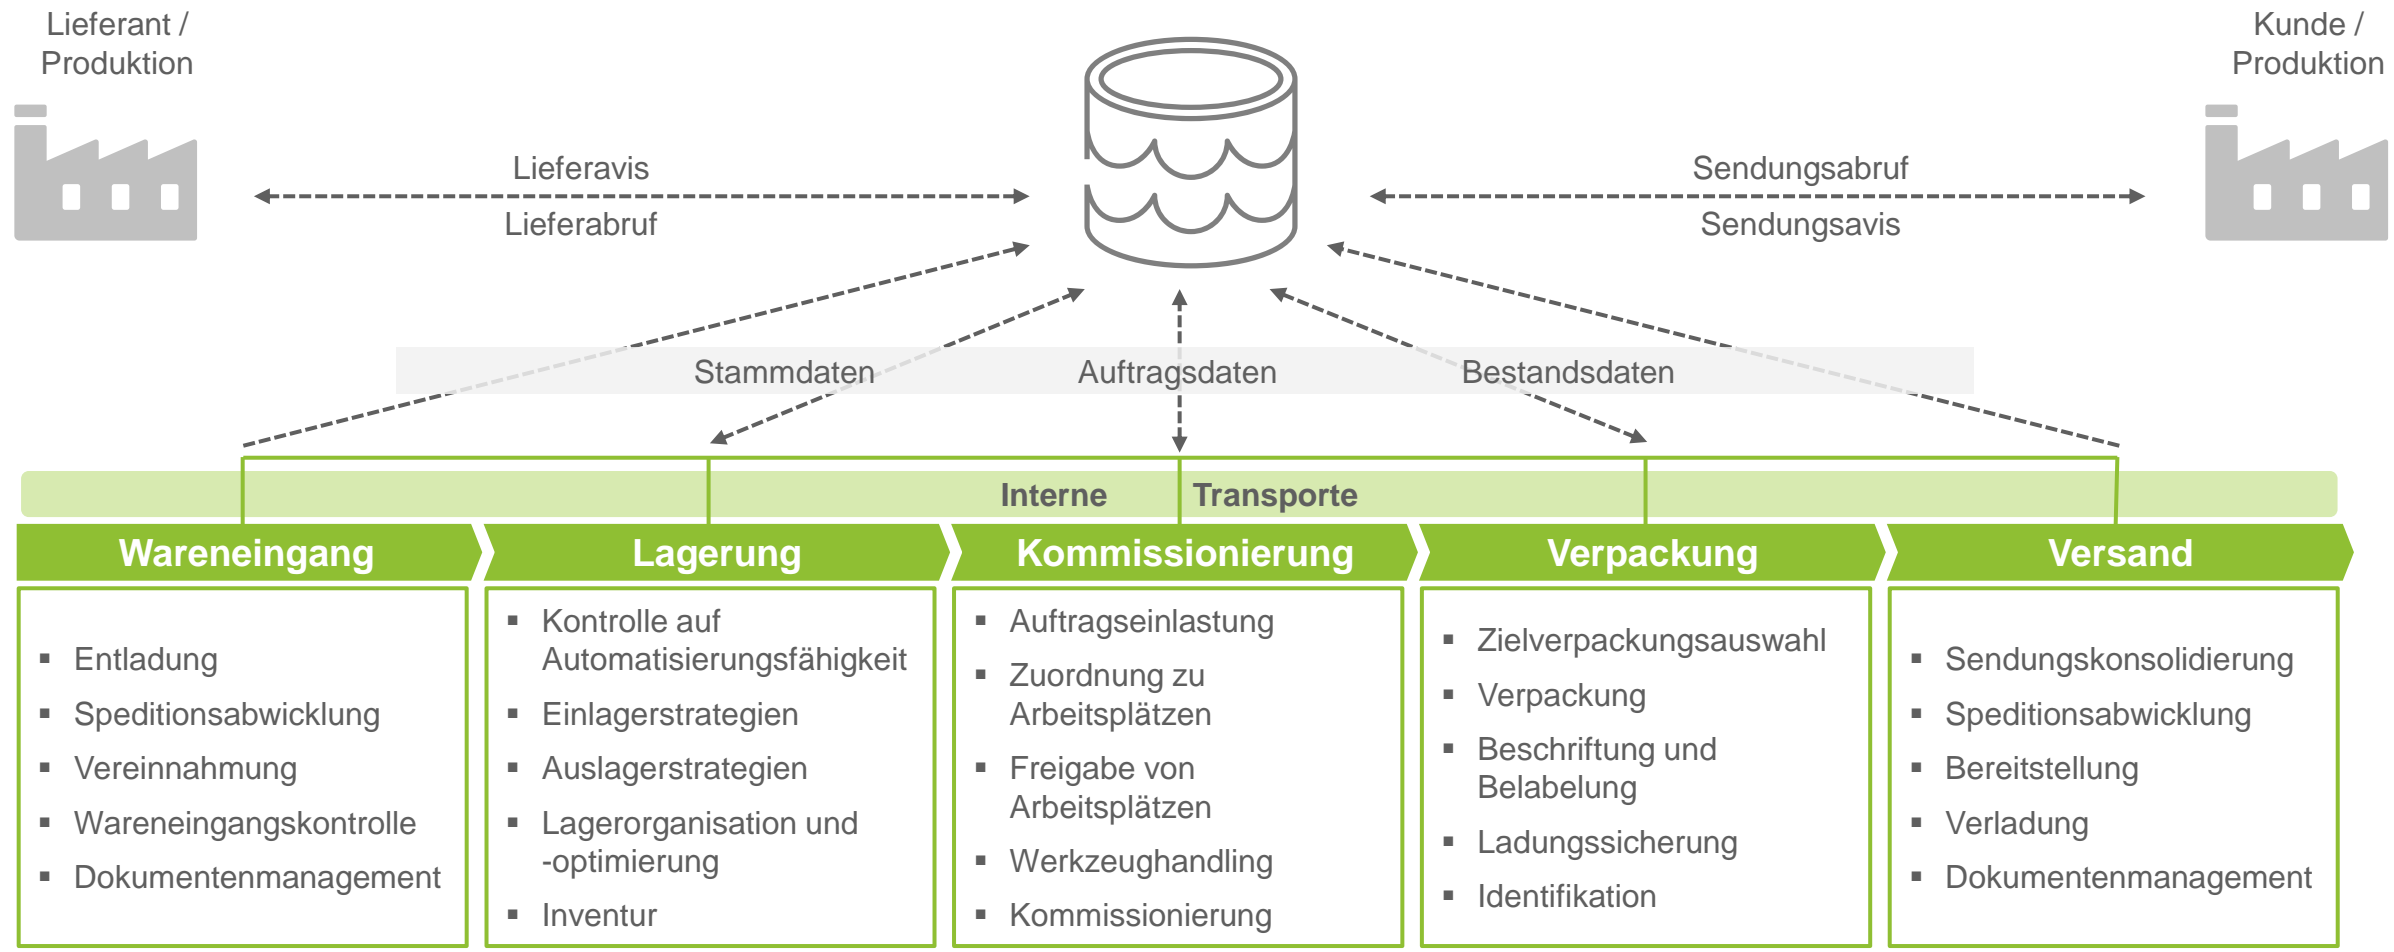 Lieferant /
Produktion
Kunde /
Produktion
Lieferavis
Lieferabruf
Sendungsabruf
Sendungsavis
Stammdaten
Auftragsdaten
Bestandsdaten
Interne Transporte
Wareneingang
▪ Entladung
▪ Speditionsabwicklung
▪ Vereinnahmung
▪ Wareneingangskontrolle
▪ Dokumentenmanagement
Lagerung
▪ Kontrolle auf
Automatisierungsfähigkeit
▪ Einlagerstrategien
▪ Auslagerstrategien
▪ Lagerorganisation und
-optimierung
▪ Inventur
Kommissionierung
▪ Auftragseinlastung
▪ Zuordnung zu
Arbeitsplätzen
▪ Freigabe von
Arbeitsplätzen
▪ Werkzeughandling
▪ Kommissionierung
Verpackung
▪ Zielverpackungsauswahl
▪ Verpackung
▪ Beschriftung und
Belabelung
▪ Ladungssicherung
▪ Identifikation
Versand
▪ Sendungskonsolidierung
▪ Speditionsabwicklung
▪ Bereitstellung
▪ Verladung
▪ Dokumentenmanagement